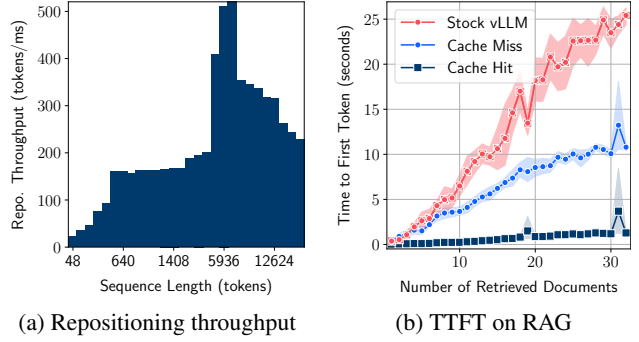 Repo. Throughput (tokens/ms)
500
400
300
200
100
0
48
640
1408
5936
12624
Sequence Length (tokens)
(a) Repositioning throughput
Time to First Token (seconds)
25
20
15
10
5
0
Stock vLLM
Cache Miss
Cache Hit
10
20
30
Number of Retrieved Documents
(b) TTFT on RAG